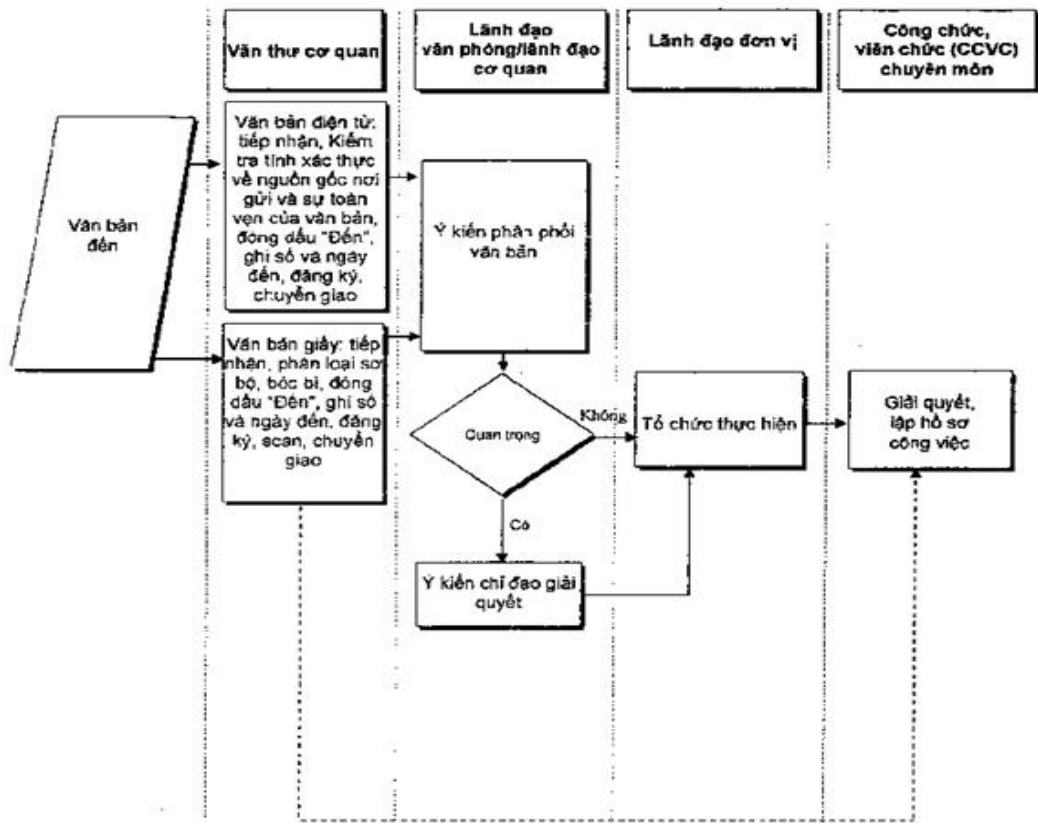 Văn thư cơ quan
Lãnh đạo
văn phòng/lãnh đạo
cơ quan
Lãnh đạo đơn vị
Công chức,
viên chức (CCVC)
chuyên môn
Văn bản
đến
Văn bản điện tử:
tiếp nhận, Kiểm
tra tính xác thực
về nguồn gốc nơi
gửi và sự toàn
vẹn của văn bản,
đóng dấu "Đến",
ghi số và ngày
đến, đăng ký,
chuyển giao
Ý kiến phân phối
văn bản
Văn bản giấy: tiếp
nhận, phân loại sơ
bộ, bóc bì, đóng
dấu "Đến", ghi số
và ngày đến, đăng
ký, scan, chuyển
giao
Quan trọng
Không
Tổ chức thực hiện
Giải quyết,
lập hồ sơ
công việc
Có
Ý kiến chỉ đạo giải
quyết